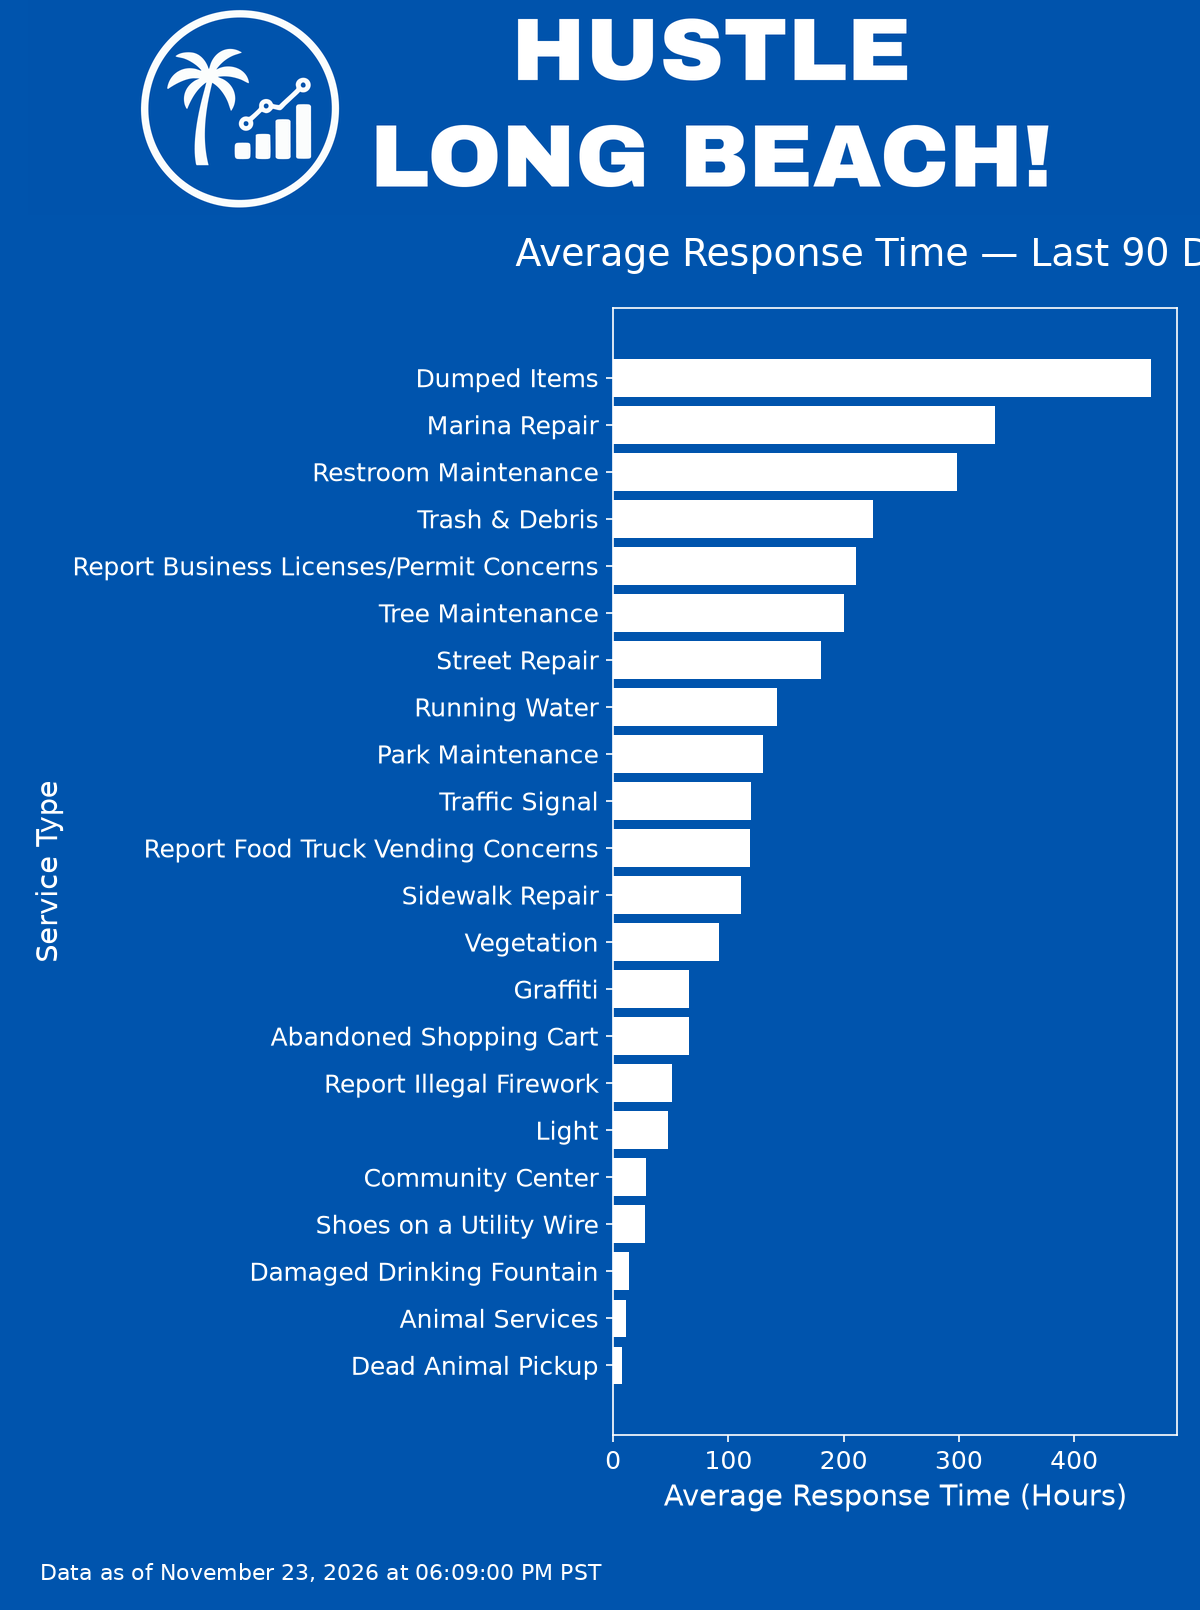 HUSTLE
LONG BEACH!
Average Response Time — Last 90 D
Dumped Items
Marina Repair
Restroom Maintenance
Trash & Debris
Report Business Licenses/Permit Concerns
Tree Maintenance
Street Repair
Running Water
Park Maintenance
Traffic Signal
Report Food Truck Vending Concerns
Sidewalk Repair
Vegetation
Graffiti
Abandoned Shopping Cart
Report Illegal Firework
Light
Community Center
Shoes on a Utility Wire
Damaged Drinking Fountain
Animal Services
Dead Animal Pickup
Service Type
0 100 200 300 400
Average Response Time (Hours)
Data as of November 23, 2026 at 06:09:00 PM PST